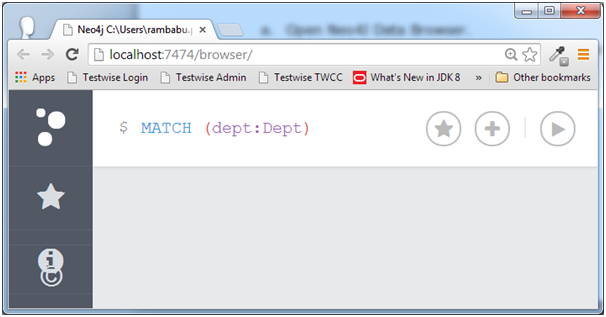 a. Open Neo4J Data Browser.
Neo4j C:\Users\rambabu.
localhost:7474/browser/
Apps Testwise Login Testwise Admin Testwise TWCC What's New in JDK 8 » Other bookmarks
$ MATCH (dept:Dept)